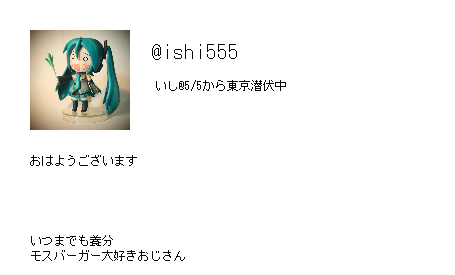 @ishi555
いし@5/5から東京潜伏中
おはようございます
いつまでも養分
モスバーガー大好きおじさん